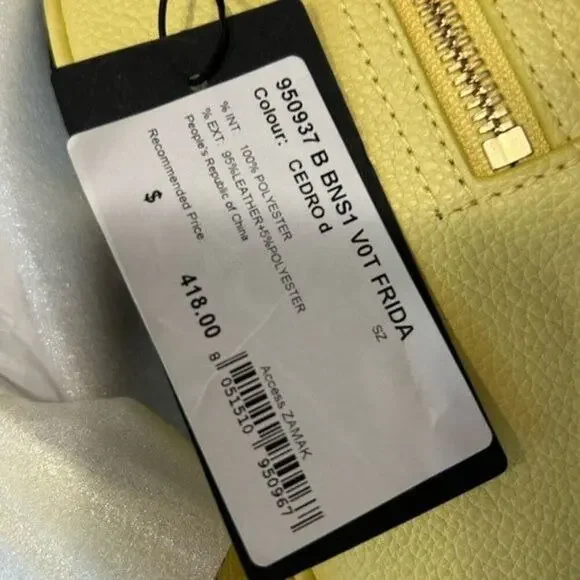 950937 B BNS1 V0T FRIDA
Colour: CEDRO d SZ
% INT: 100% POLYESTER
% EXT: 95%LEATHER+5%POLYESTER
People's Republic of China
Recommended Price
$ 418.00
Access ZAMAK
8 051510 950967